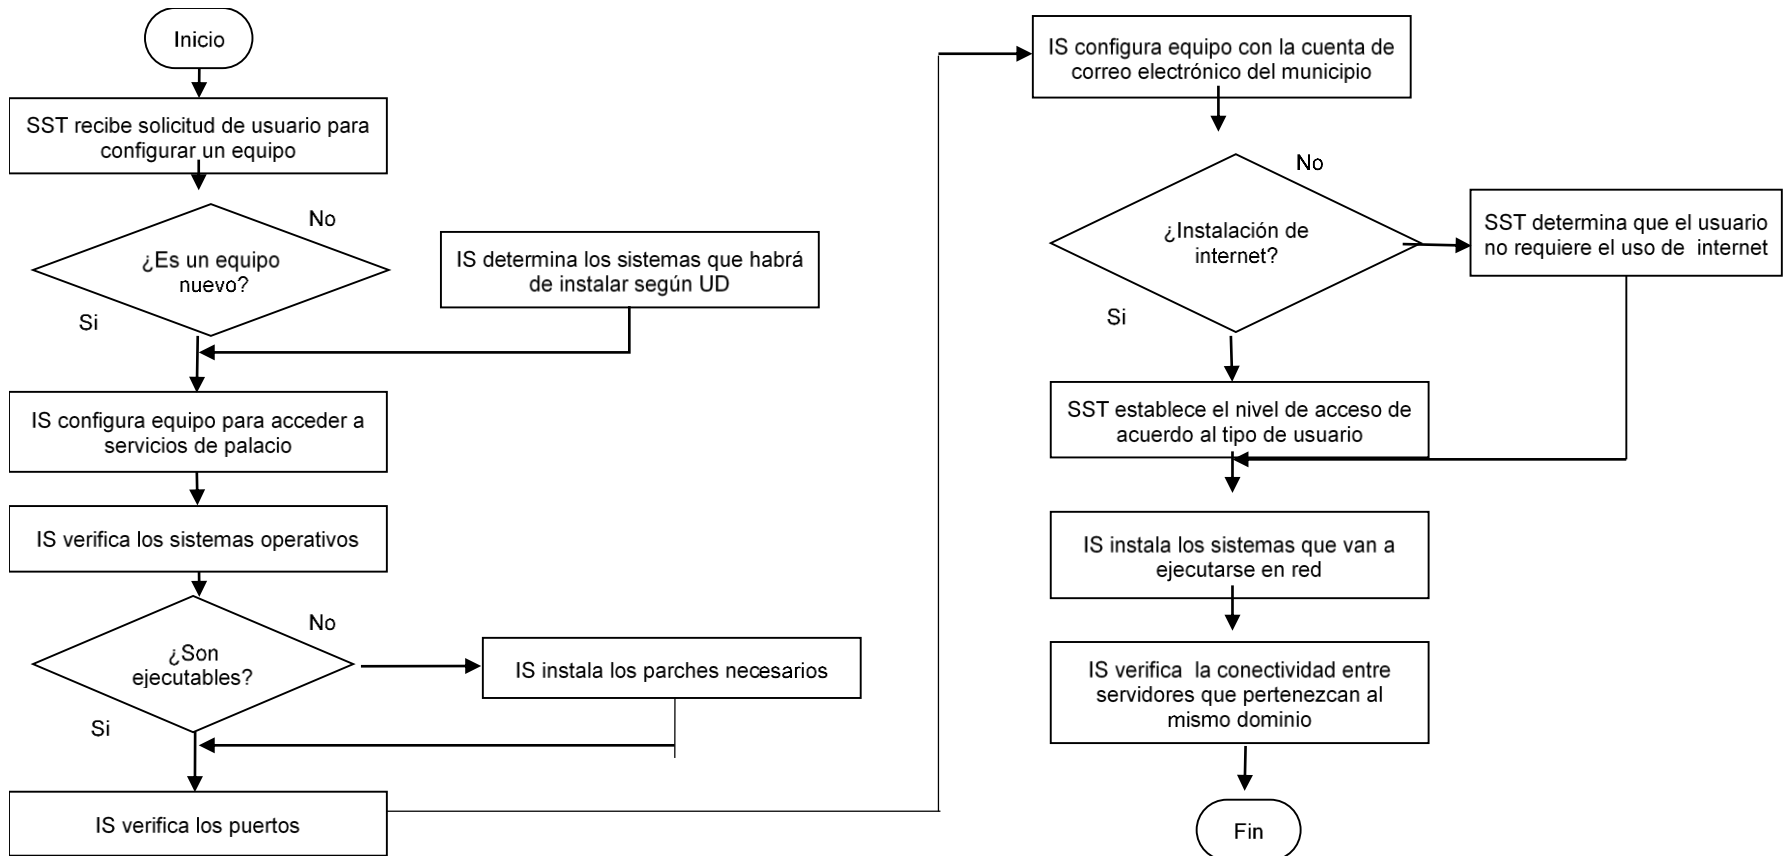 Inicio
SST recibe solicitud de usuario para
configurar un equipo
No
¿Es un equipo
nuevo?
Si
IS determina los sistemas que habrá
de instalar según UD
IS configura equipo para acceder a
servicios de palacio
IS verifica los sistemas operativos
No
¿Son
ejecutables?
Si
IS instala los parches necesarios
IS verifica los puertos
IS configura equipo con la cuenta de
correo electrónico del municipio
No
¿Instalación de
internet?
Si
SST determina que el usuario
no requiere el uso de internet
SST establece el nivel de acceso de
acuerdo al tipo de usuario
IS instala los sistemas que van a
ejecutarse en red
IS verifica la conectividad entre
servidores que pertenezcan al
mismo dominio
Fin